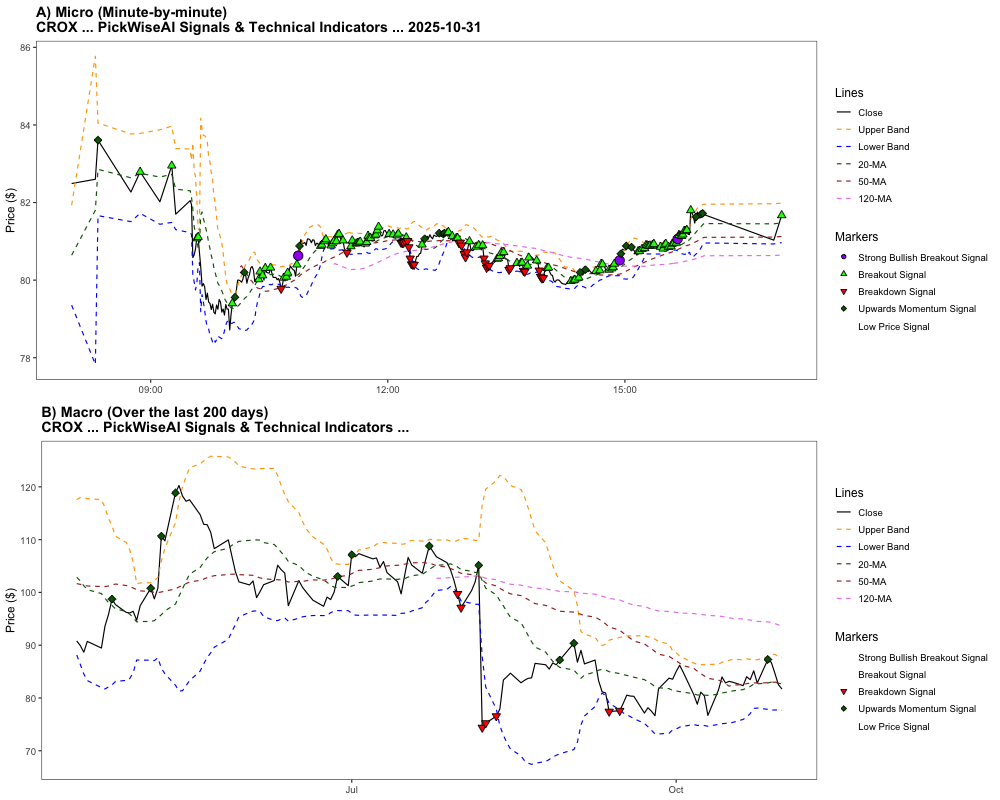 A) Micro (Minute-by-minute)
CROX ... PickWiseAI Signals & Technical Indicators ... 2025-10-31
86
84
82
80
78
Price ($)
09:00
12:00
15:00
Lines
Close
Upper Band
Lower Band
20-MA
50-MA
120-MA
Markers
Strong Bullish Breakout Signal
Breakout Signal
Breakdown Signal
Upwards Momentum Signal
Low Price Signal
B) Macro (Over the last 200 days)
CROX ... PickWiseAI Signals & Technical Indicators ...
120
110
100
90
80
70
Price ($)
Jul
Oct
Lines
Close
Upper Band
Lower Band
20-MA
50-MA
120-MA
Markers
Strong Bullish Breakout Signal
Breakout Signal
Breakdown Signal
Upwards Momentum Signal
Low Price Signal